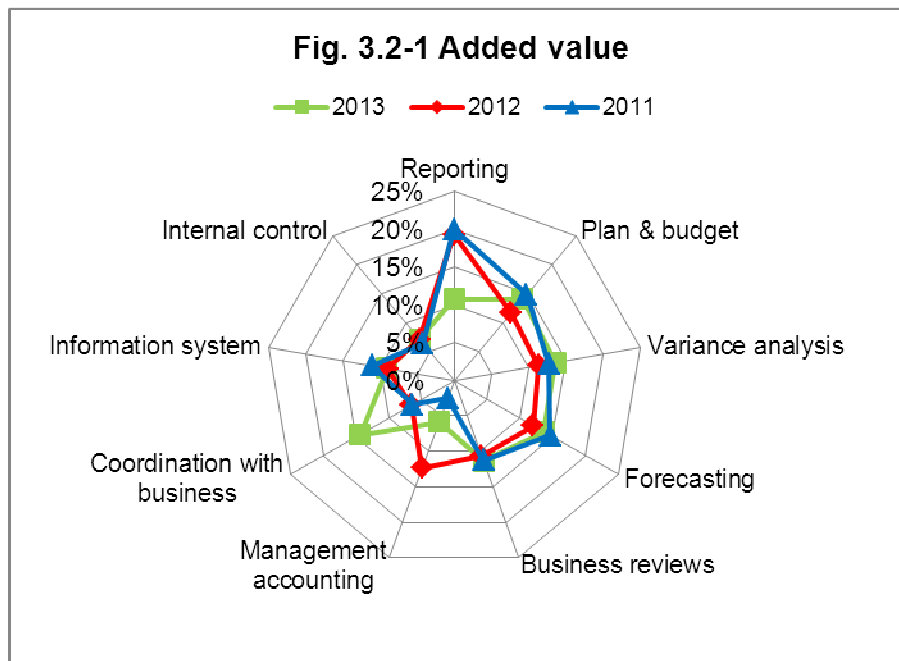 Fig. 3.2-1 Added value
2013 2012 2011
Reporting
25%
20%
15%
10%
5%
0%
Plan & budget
Variance analysis
Forecasting
Business reviews
Management
accounting
Coordination with
business
Information system
Internal control